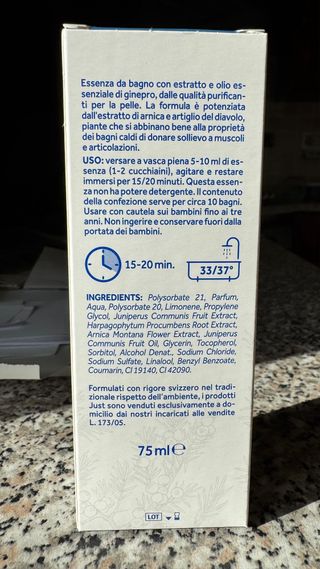 Essenza da bagno con estratto e olio es-
senziale di ginepro, dalle qualità purifican-
ti per la pelle. La formula è potenziata
dall'estratto di arnica e artiglio del diavolo,
piante che si abbinano bene alla proprietà
dei bagni caldi di donare sollievo a muscoli
e articolazioni.
USO: versare a vasca piena 5-10 ml di es-
senza (1-2 cucchiaini), agitare e restare
immersi per 15/20 minuti. Questa essen-
za non ha potere detergente. Il contenuto
della confezione serve per circa 10 bagni.
Usare con cautela sui bambini fino ai tre
anni. Non ingerire e conservare fuori dalla
portata dei bambini.
15-20 min.
33/37°
INGREDIENTS: Polysorbate 21, Parfum,
Aqua, Polysorbate 20, Limonene, Propylene
Glycol, Juniperus Communis Fruit Extract,
Harpagophytum Procumbens Root Extract,
Arnica Montana Flower Extract, Juniperus
Communis Fruit Oil, Glycerin, Tocopherol,
Sorbitol, Alcohol Denat., Sodium Chloride,
Sodium Sulfate, Linalool, Benzyl Benzoate,
Coumarin, CI 19140, CI 42090.
Formulati con rigore svizzero nel tradi-
zionale rispetto dell'ambiente, i prodotti
Just sono venduti esclusivamente a do-
micilio dai nostri incaricati alle vendite
L. 173/05.
75 ml ℮
LOT